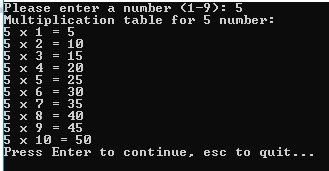 Please enter a number (1-9): 5
Multiplication table for 5 number:
5 x 1 = 5
5 x 2 = 10
5 x 3 = 15
5 x 4 = 20
5 x 5 = 25
5 x 6 = 30
5 x 7 = 35
5 x 8 = 40
5 x 9 = 45
5 x 10 = 50
Press Enter to continue, esc to quit...